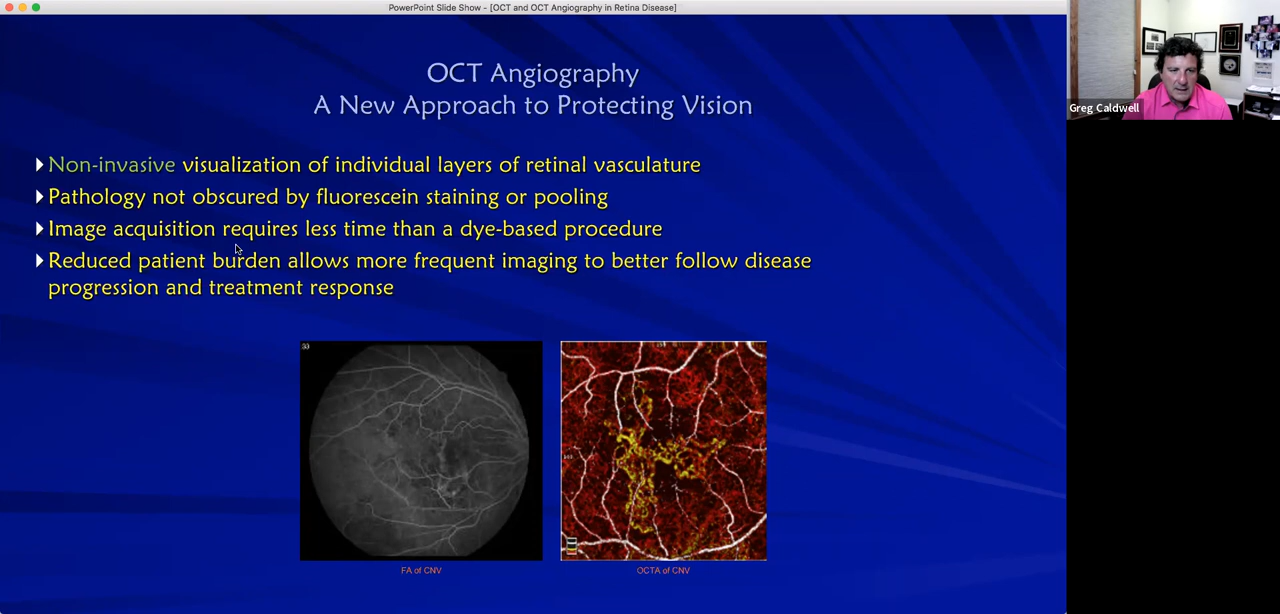 PowerPoint Slide Show - [OCT and OCT Angiography in Retina Disease]
Greg Caldwell
OCT Angiography
A New Approach to Protecting Vision
Non-invasive visualization of individual layers of retinal vasculature
Pathology not obscured by fluorescein staining or pooling
Image acquisition requires less time than a dye-based procedure
Reduced patient burden allows more frequent imaging to better follow disease
progression and treatment response
FA of CNV
OCTA of CNV